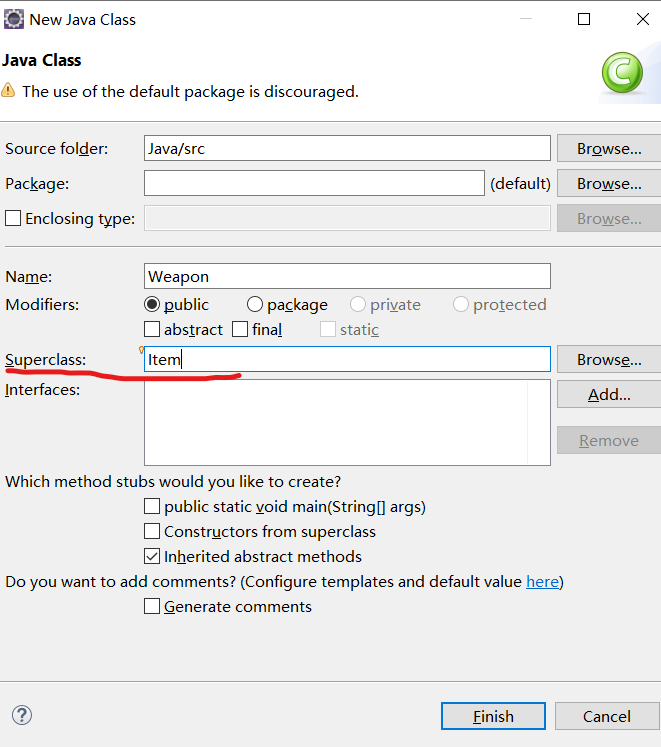 New Java Class
Java Class
The use of the default package is discouraged.
Source folder: Java/src Browse...
Package: (default) Browse...
Enclosing type: Browse...
Name: Weapon
Modifiers: public package private protected
abstract final static
Superclass: Item Browse...
Interfaces: Add...
Remove
Which method stubs would you like to create?
public static void main(String[] args)
Constructors from superclass
Inherited abstract methods
Do you want to add comments? (Configure templates and default value here)
Generate comments
? Finish Cancel